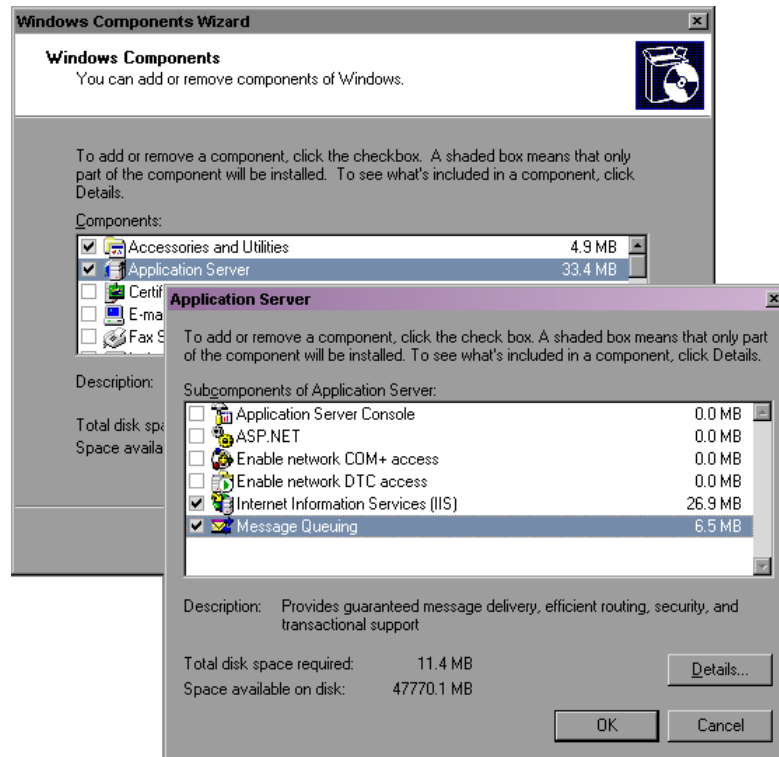 Windows Components Wizard
Windows Components
You can add or remove components of Windows.
To add or remove a component, click the checkbox. A shaded box means that only
part of the component will be installed. To see what's included in a component, click
Details.
Components:
Accessories and Utilities 4.9 MB
Application Server 33.4 MB
Certif
E-ma
Fax S
Description:
Total disk spa
Space availa
Application Server
To add or remove a component, click the check box. A shaded box means that only part
of the component will be installed. To see what's included in a component, click Details.
Subcomponents of Application Server:
Application Server Console 0.0 MB
ASP.NET 0.0 MB
Enable network COM+ access 0.0 MB
Enable network DTC access 0.0 MB
Internet Information Services (IIS) 26.9 MB
Message Queuing 6.5 MB
Description: Provides guaranteed message delivery, efficient routing, security, and
transactional support
Total disk space required: 11.4 MB
Space available on disk: 47770.1 MB
Details...
OK Cancel